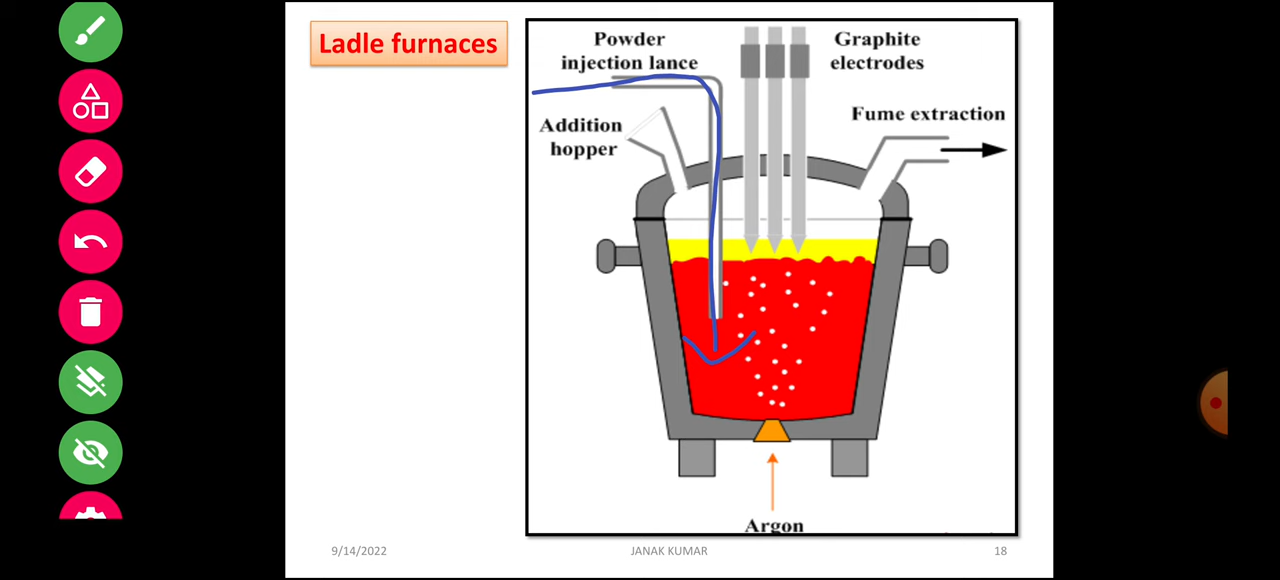 Ladle furnaces
Powder
injection lance
Graphite
electrodes
Addition
hopper
Fume extraction
Argon
9/14/2022
JANAK KUMAR
18